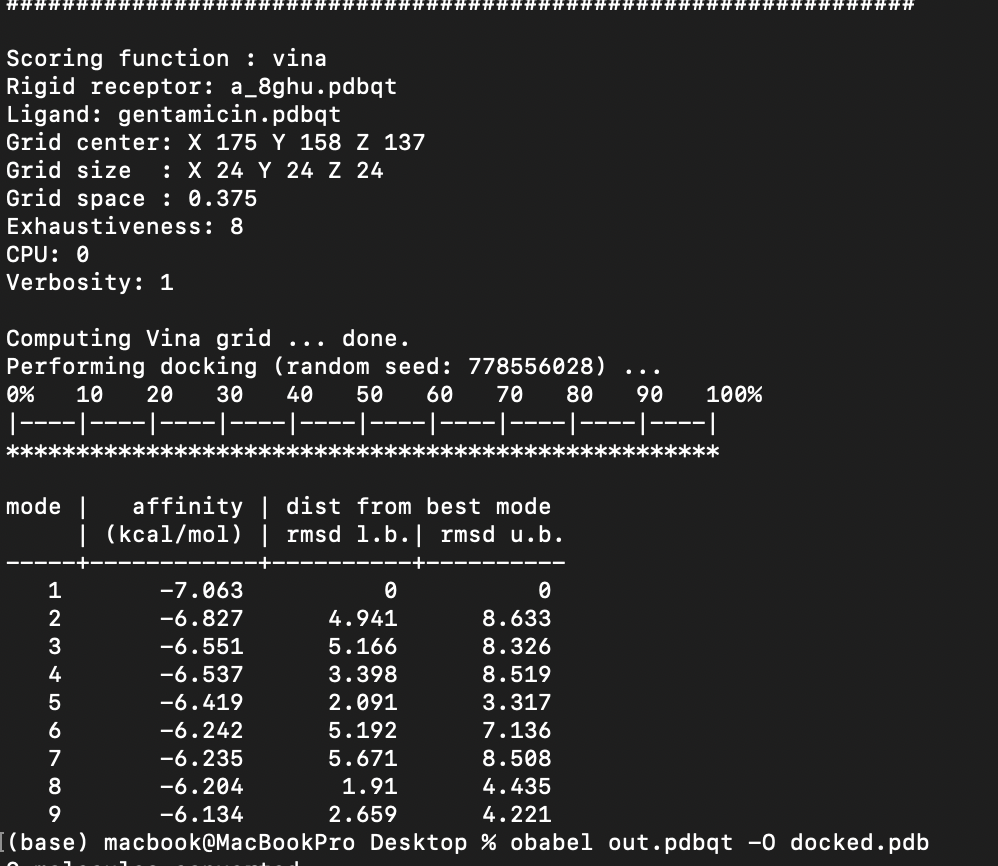 #################################################################
Scoring function : vina
Rigid receptor: a_8ghu.pdbqt
Ligand: gentamicin.pdbqt
Grid center: X 175 Y 158 Z 137
Grid size  : X 24 Y 24 Z 24
Grid space : 0.375
Exhaustiveness: 8
CPU: 0
Verbosity: 1
Computing Vina grid ... done.
Performing docking (random seed: 778556028) ...
0%   10   20   30   40   50   60   70   80   90   100%
|----|----|----|----|----|----|----|----|----|----|
***************************************************
mode |   affinity | dist from best mode
     | (kcal/mol) | rmsd l.b.| rmsd u.b.
-----+------------+----------+----------
   1       -7.063          0          0
   2       -6.827      4.941      8.633
   3       -6.551      5.166      8.326
   4       -6.537      3.398      8.519
   5       -6.419      2.091      3.317
   6       -6.242      5.192      7.136
   7       -6.235      5.671      8.508
   8       -6.204       1.91      4.435
   9       -6.134      2.659      4.221
(base) macbook@MacBookPro Desktop % obabel out.pdbqt -O docked.pdb